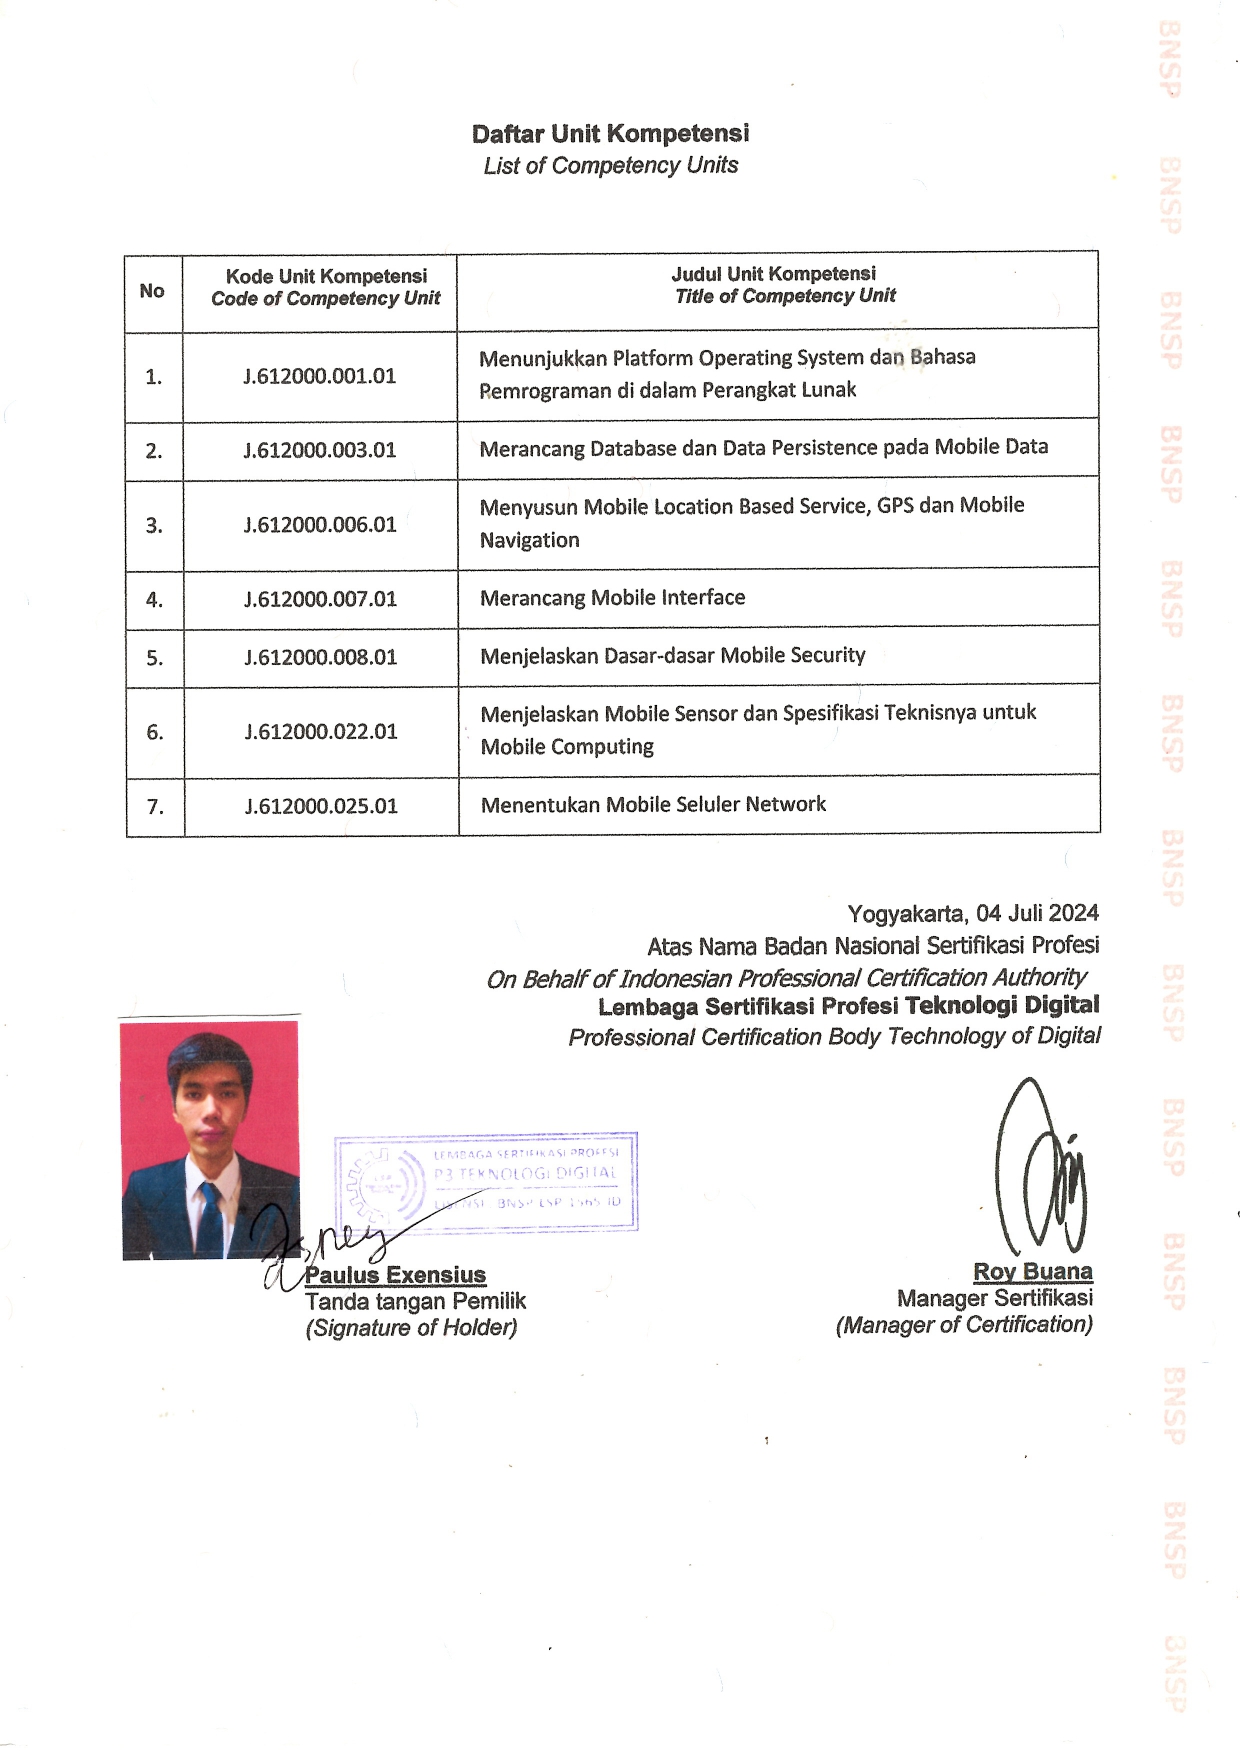 Daftar Unit Kompetensi
List of Competency Units
No
Kode Unit Kompetensi
Code of Competency Unit
Judul Unit Kompetensi
Title of Competency Unit
1.
J.612000.001.01
Menunjukkan Platform Operating System dan Bahasa
Pemrograman di dalam Perangkat Lunak
2.
J.612000.003.01
Merancang Database dan Data Persistence pada Mobile Data
3.
J.612000.006.01
Menyusun Mobile Location Based Service, GPS dan Mobile
Navigation
4.
J.612000.007.01
Merancang Mobile Interface
5.
J.612000.008.01
Menjelaskan Dasar-dasar Mobile Security
6.
J.612000.022.01
Menjelaskan Mobile Sensor dan Spesifikasi Teknisnya untuk
Mobile Computing
7.
J.612000.025.01
Menentukan Mobile Seluler Network
Yogyakarta, 04 Juli 2024
Atas Nama Badan Nasional Sertifikasi Profesi
On Behalf of Indonesian Professional Certification Authority
Lembaga Sertifikasi Profesi Teknologi Digital
Professional Certification Body Technology of Digital
LEMBAGA SERTIFIKASI PROFESI
P3 TEKNOLOGI DIGITAL
BNSP LSP ID
Paulus Exensius
Tanda tangan Pemilik
(Signature of Holder)
Roy Buana
Manager Sertifikasi
(Manager of Certification)
BNSP
BNSP
BNSP
BNSP
BNSP
BNSP
BNSP
BNSP
BNSP
BNSP
BNSP
BNSP
BNSP